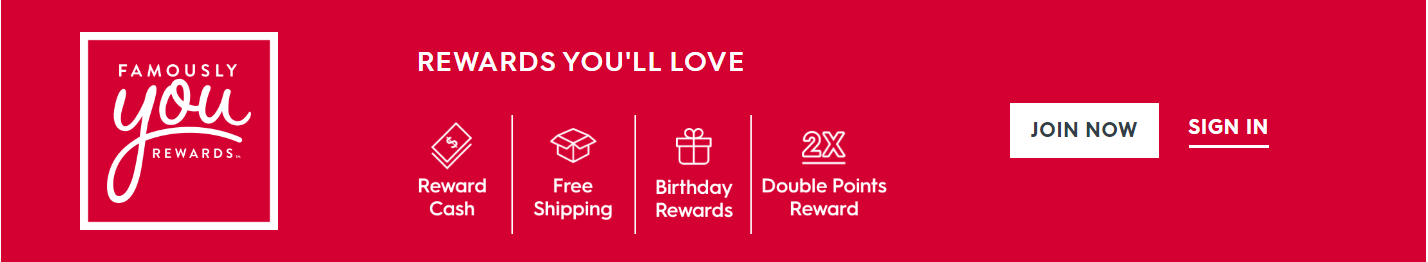 FAMOUSLY
you
REWARDS
REWARDS YOU'LL LOVE
$
Reward
Cash
Free
Shipping
Birthday
Rewards
2X
Double Points
Reward
JOIN NOW
SIGN IN